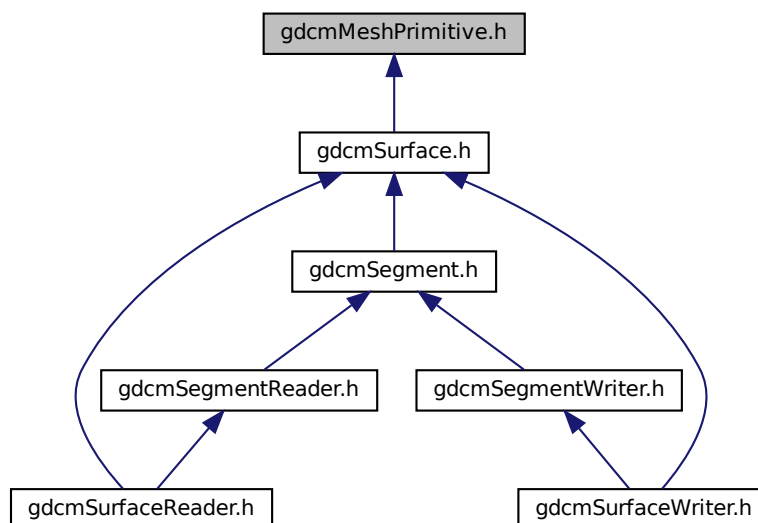 gdcmMeshPrimitive.h
gdcmSurface.h
gdcmSegment.h
gdcmSegmentReader.h
gdcmSegmentWriter.h
gdcmSurfaceReader.h
gdcmSurfaceWriter.h